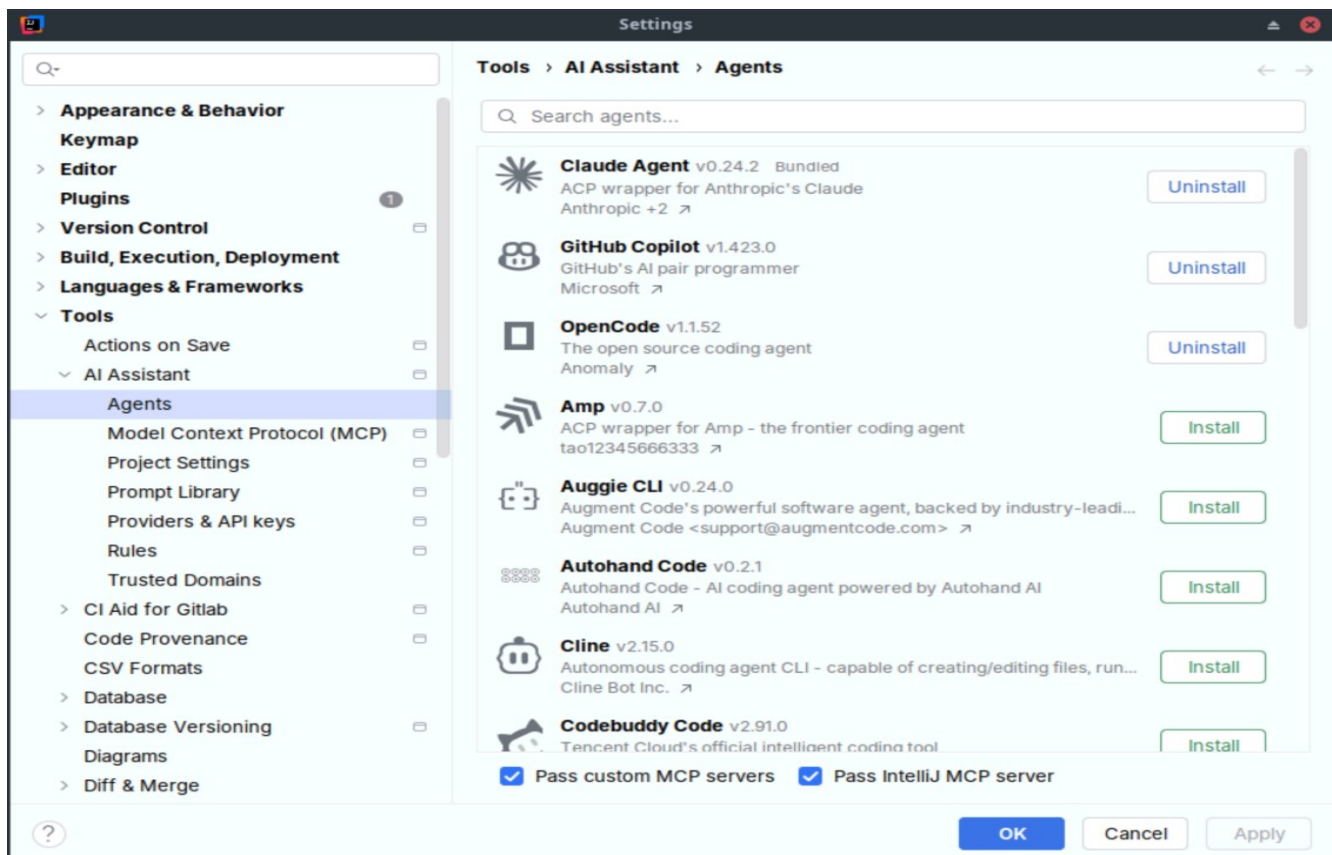 Settings
Tools › AI Assistant › Agents
Appearance & Behavior
Keymap
Editor
Plugins 1
Version Control
Build, Execution, Deployment
Languages & Frameworks
Tools
Actions on Save
AI Assistant
Agents
Model Context Protocol (MCP)
Project Settings
Prompt Library
Providers & API keys
Rules
Trusted Domains
CI Aid for Gitlab
Code Provenance
CSV Formats
Database
Database Versioning
Diagrams
Diff & Merge
Search agents...
Claude Agent v0.24.2 Bundled
ACP wrapper for Anthropic's Claude
Anthropic +2 ↗
Uninstall
GitHub Copilot v1.423.0
GitHub's AI pair programmer
Microsoft ↗
Uninstall
OpenCode v1.1.52
The open source coding agent
Anomaly ↗
Uninstall
Amp v0.7.0
ACP wrapper for Amp - the frontier coding agent
tao12345666333 ↗
Install
Auggie CLI v0.24.0
Augment Code's powerful software agent, backed by industry-leadi...
Augment Code <support@augmentcode.com> ↗
Install
Autohand Code v0.2.1
Autohand Code - AI coding agent powered by Autohand AI
Autohand AI ↗
Install
Cline v2.15.0
Autonomous coding agent CLI - capable of creating/editing files, run...
Cline Bot Inc. ↗
Install
Codebuddy Code v2.91.0
Tencent Cloud's official intelligent coding tool
Install
Pass custom MCP servers
Pass IntelliJ MCP server
?
OK
Cancel
Apply